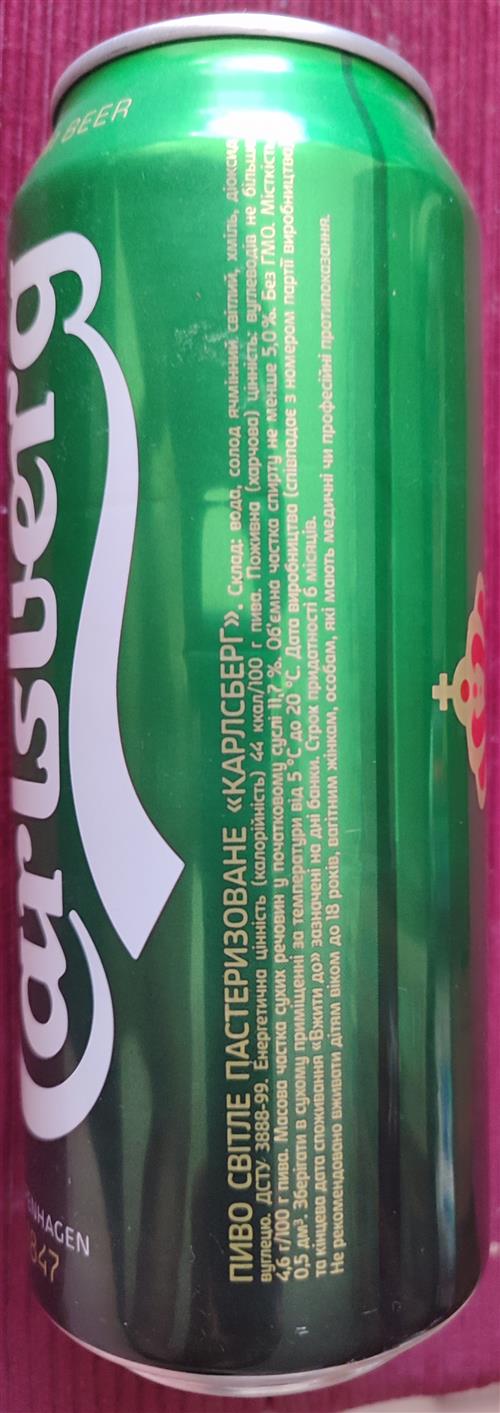 BEER
Carlsberg
NHAGEN
847
ПИВО СВІТЛЕ ПАСТЕРИЗОВАНЕ «КАРЛСБЕРГ». Склад: вода, солод ячмінний світлий, хміль, діоксид
вуглецю. ДСТУ 3888-99. Енергетична цінність (калорійність) 44 ккал/100 г пива. Поживна (харчова) цінність: вуглеводів не більше
4,6 г/100 г пива. Масова частка сухих речовин у початковому суслі 11,7 %. Об'ємна частка спирту не менше 5,0 %. Без ГМО. Місткість
0,5 дм³. Зберігати в сухому приміщенні за температури від 5 °C до 20 °C. Дата виробництва (співпадає з номером партії виробництва)
та кінцева дата споживання «Вжити до» зазначені на дні банки. Строк придатності 6 місяців.
Не рекомендовано вживати дітям віком до 18 років, вагітним жінкам, особам, які мають медичні чи професійні протипоказання.